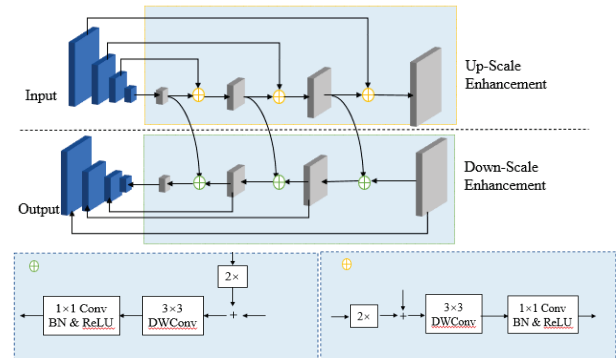 Input
Up-Scale
Enhancement
Output
Down-Scale
Enhancement
2×
1×1 Conv
BN & ReLU
3×3
DWConv
+
2×
+
3×3
DWConv
1×1 Conv
BN & ReLU